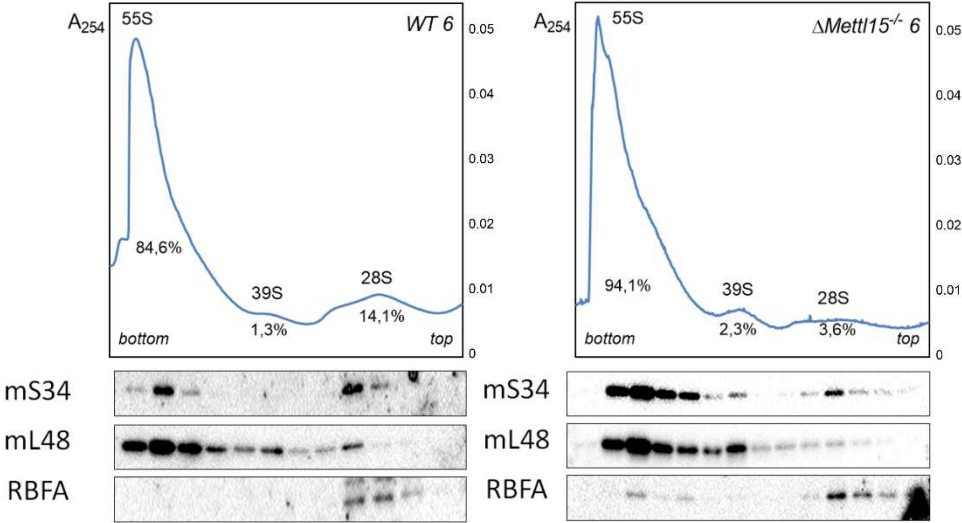 A254 55S WT 6
0.05
0.04
0.03
0.02
84,6%
39S 28S
0.01
1,3% 14,1%
bottom top
0
A254 55S ΔMettl15-/- 6
0.05
0.04
0.03
0.02
94,1% 39S 28S
0.01
2,3% 3,6%
bottom top
0
mS34
mL48
RBFA
mS34
mL48
RBFA